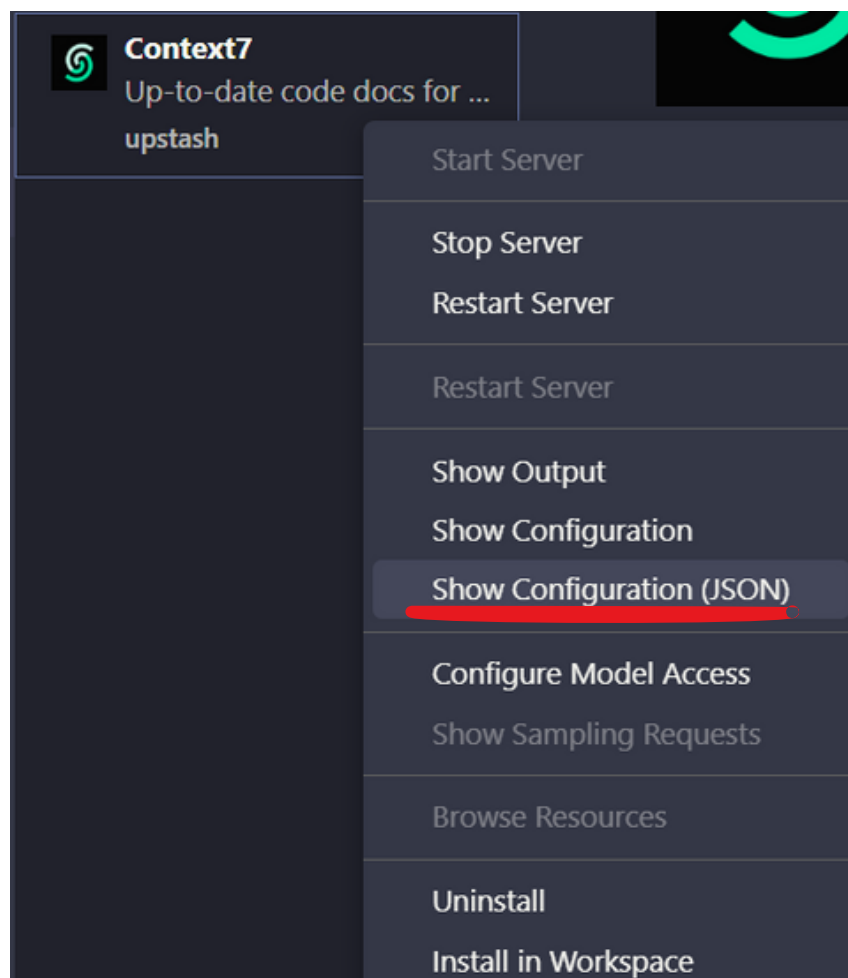 Context7
Up-to-date code docs for ...
upstash
Start Server
Stop Server
Restart Server
Restart Server
Show Output
Show Configuration
Show Configuration (JSON)
Configure Model Access
Show Sampling Requests
Browse Resources
Uninstall
Install in Workspace